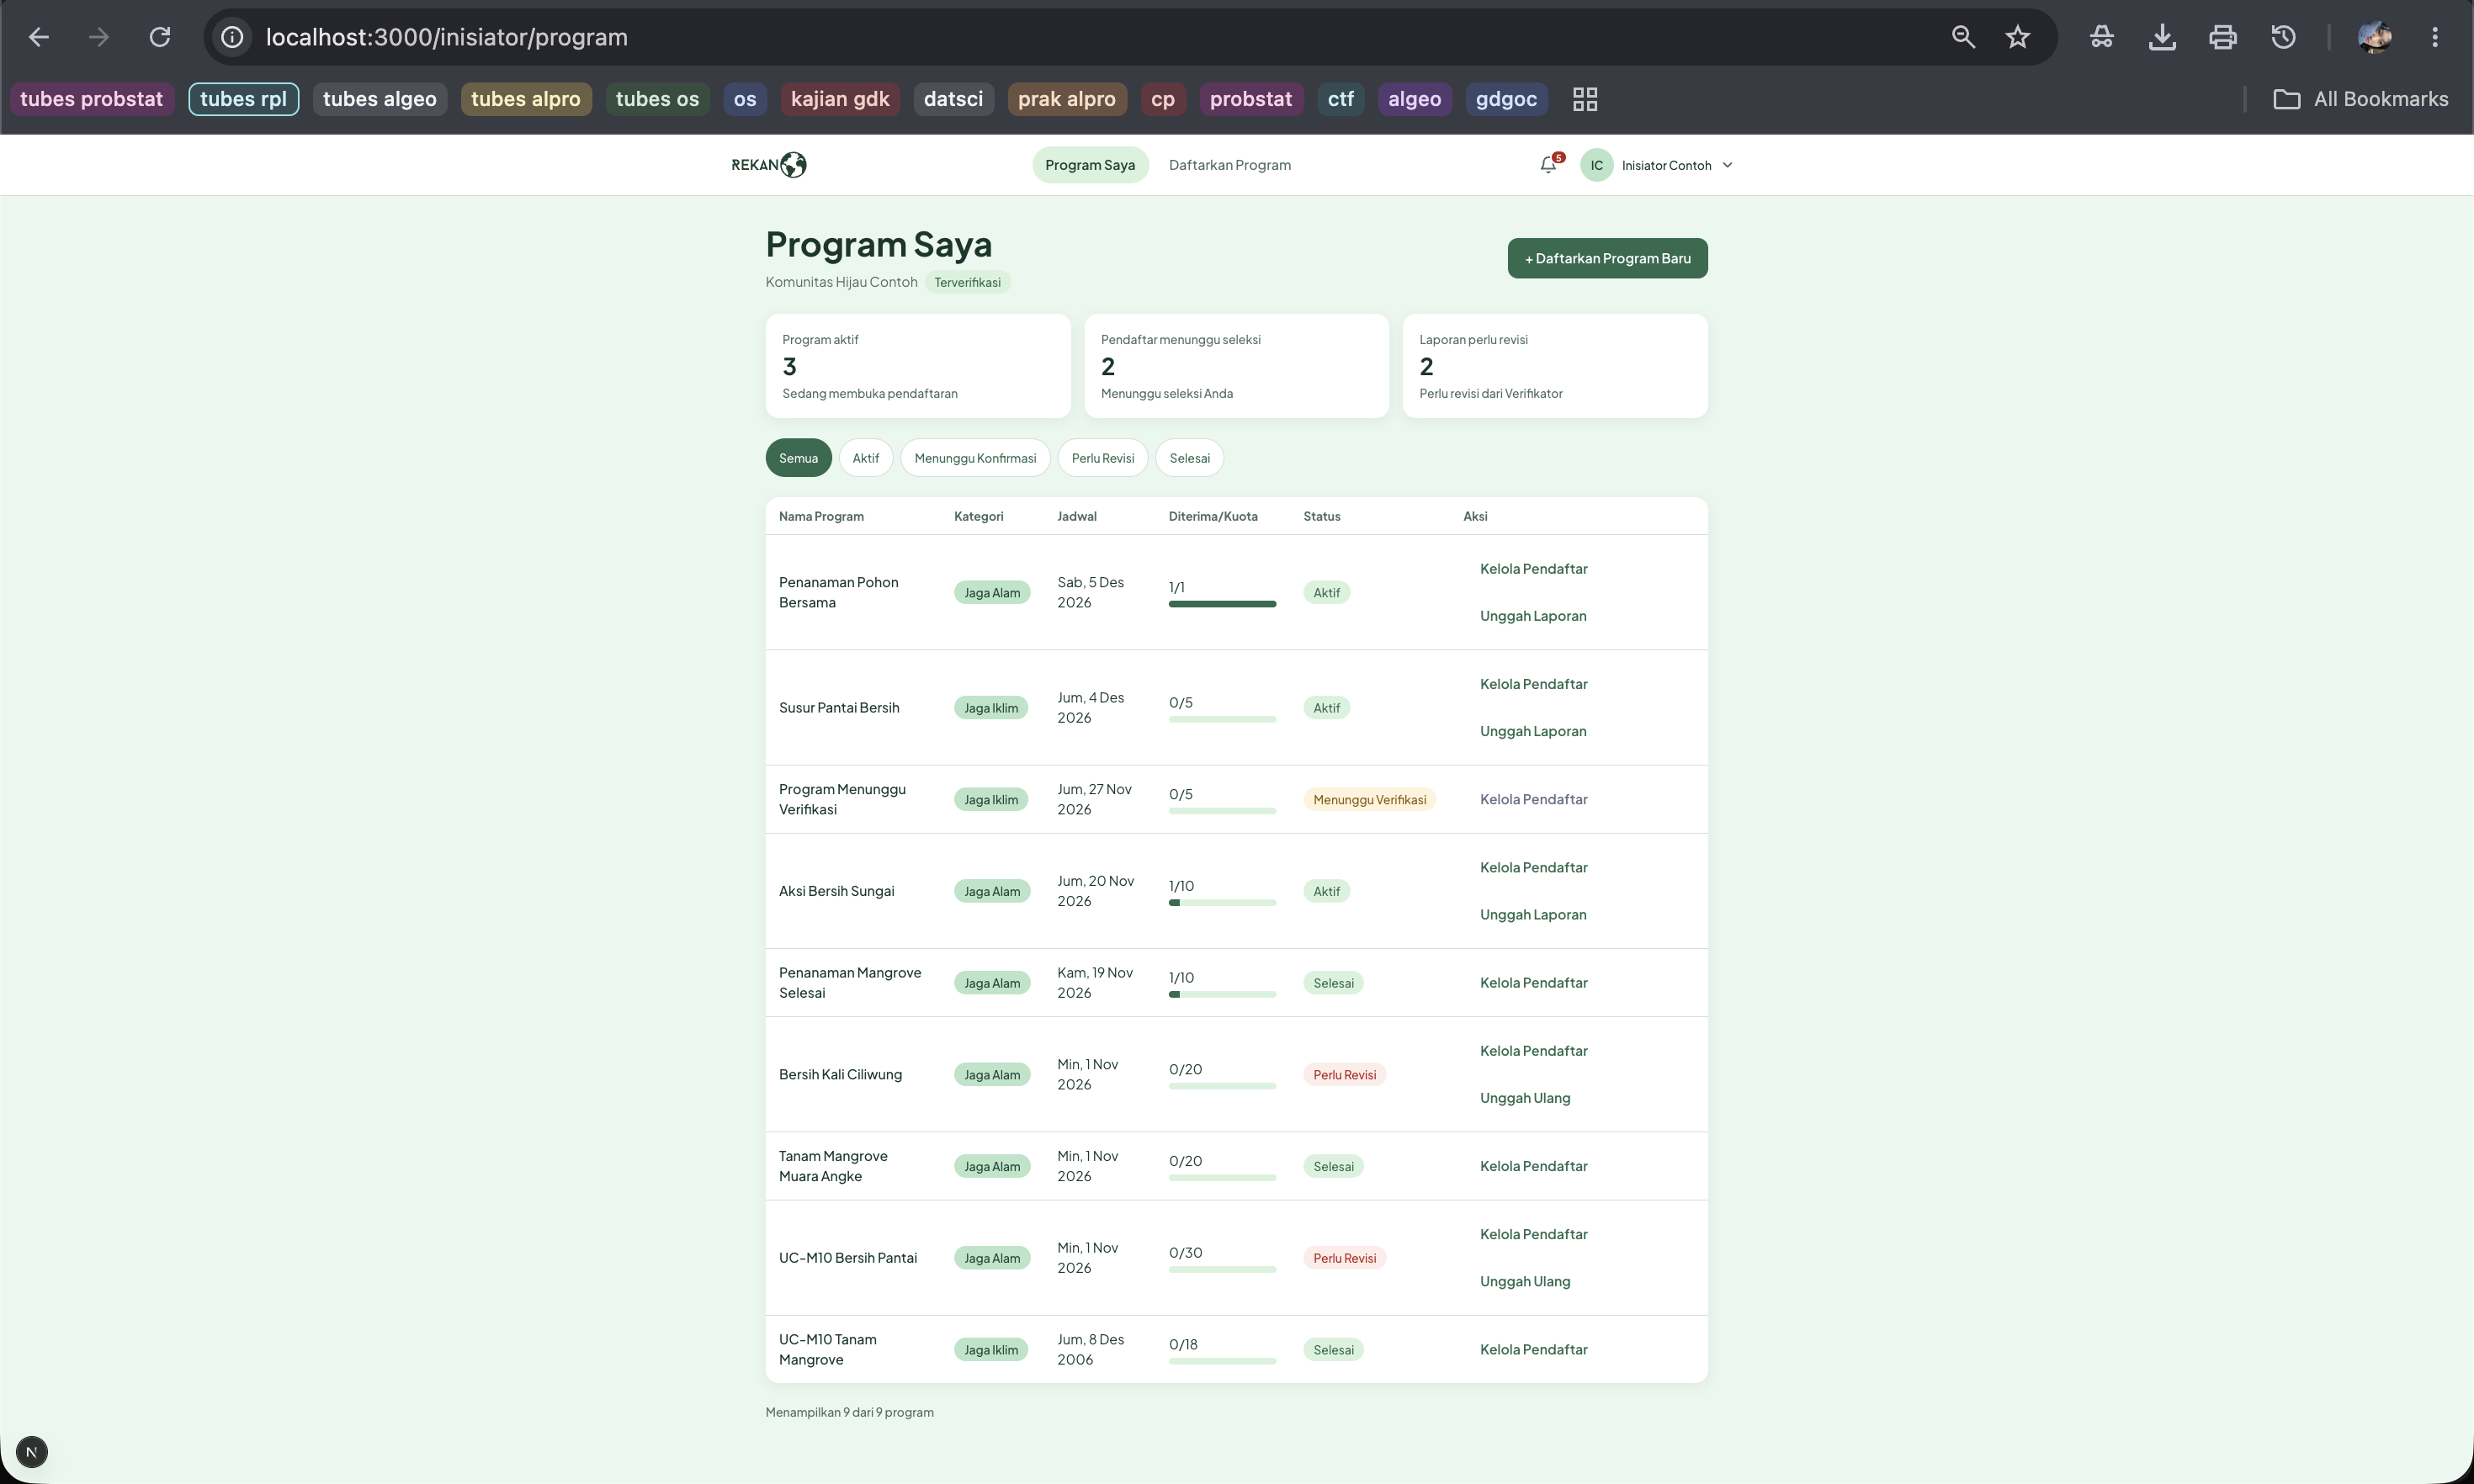 localhost:3000/inisiator/program
tubes probstat tubes rpl tubes algeo tubes alpro tubes os os kajian gdk datsci prak alpro cp probstat ctf algeo gdgoc All Bookmarks
REKAN Program Saya Daftarkan Program 5 IC Inisiator Contoh
Program Saya
Komunitas Hijau Contoh Terverifikasi
+ Daftarkan Program Baru
Program aktif
3
Sedang membuka pendaftaran
Pendaftar menunggu seleksi
2
Menunggu seleksi Anda
Laporan perlu revisi
2
Perlu revisi dari Verifikator
Semua Aktif Menunggu Konfirmasi Perlu Revisi Selesai
Nama Program Kategori Jadwal Diterima/Kuota Status Aksi
Penanaman Pohon
Bersama
Jaga Alam
Sab, 5 Des
2026
1/1
Aktif
Kelola Pendaftar
Unggah Laporan
Susur Pantai Bersih
Jaga Iklim
Jum, 4 Des
2026
0/5
Aktif
Kelola Pendaftar
Unggah Laporan
Program Menunggu
Verifikasi
Jaga Iklim
Jum, 27 Nov
2026
0/5
Menunggu Verifikasi
Kelola Pendaftar
Aksi Bersih Sungai
Jaga Alam
Jum, 20 Nov
2026
1/10
Aktif
Kelola Pendaftar
Unggah Laporan
Penanaman Mangrove
Selesai
Jaga Alam
Kam, 19 Nov
2026
1/10
Selesai
Kelola Pendaftar
Bersih Kali Ciliwung
Jaga Alam
Min, 1 Nov
2026
0/20
Perlu Revisi
Kelola Pendaftar
Unggah Ulang
Tanam Mangrove
Muara Angke
Jaga Alam
Min, 1 Nov
2026
0/20
Selesai
Kelola Pendaftar
UC-M10 Bersih Pantai
Jaga Alam
Min, 1 Nov
2026
0/30
Perlu Revisi
Kelola Pendaftar
Unggah Ulang
UC-M10 Tanam
Mangrove
Jaga Iklim
Jum, 8 Des
2006
0/18
Selesai
Kelola Pendaftar
Menampilkan 9 dari 9 program
N